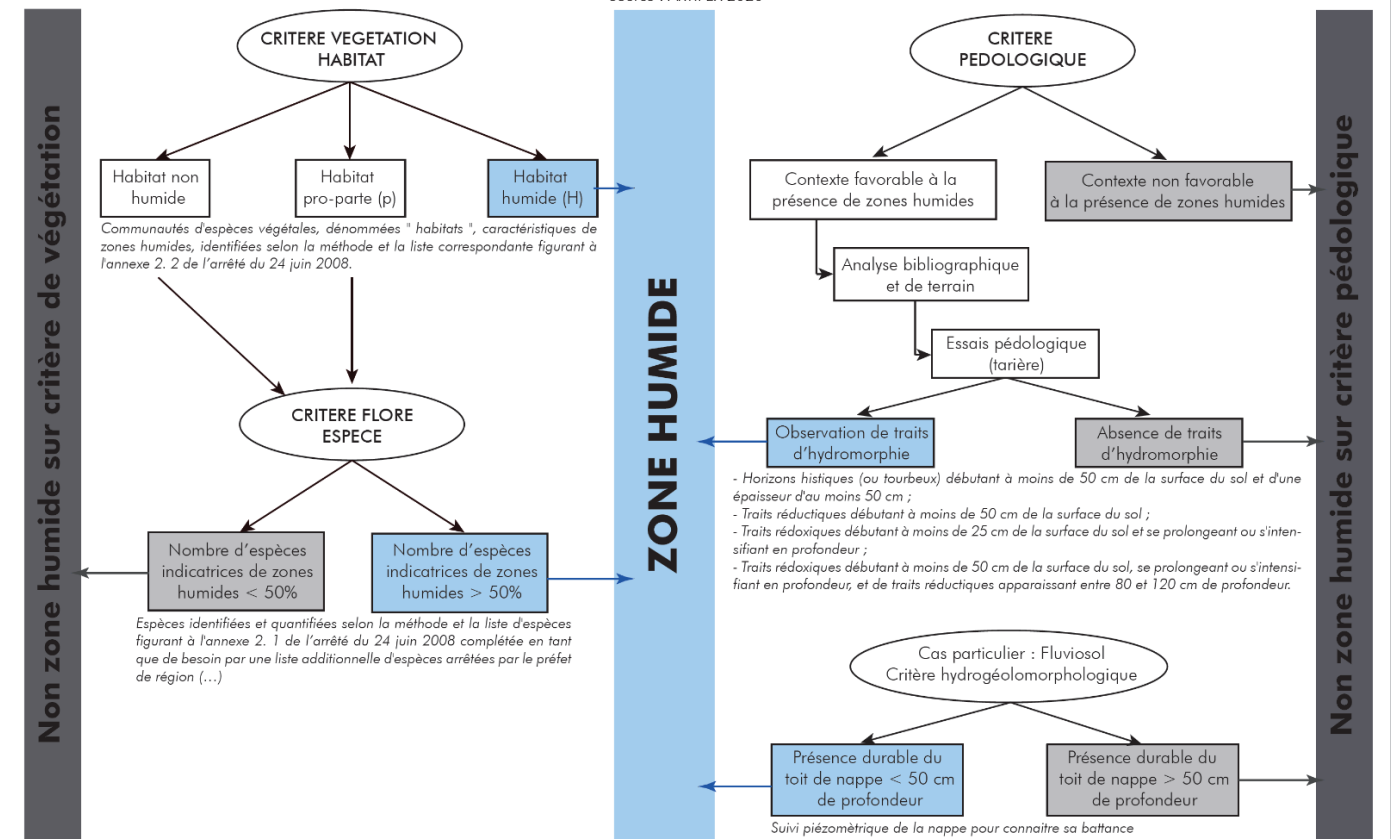 CRITERE VEGETATION
HABITAT
Habitat non
humide
Habitat
pro-parte (p)
Habitat
humide (H)
Communautés d'espèces végétales, dénommées " habitats ", caractéristiques de
zones humides, identifiées selon la méthode et la liste correspondante figurant à
l'annexe 2. 2 de l'arrêté du 24 juin 2008.
CRITERE FLORE
ESPECE
Nombre d'espèces
indicatrices de zones
humides < 50%
Nombre d'espèces
indicatrices de zones
humides > 50%
Espèces identifiées et quantifiées selon la méthode et la liste d'espèces
figurant à l'annexe 2. 1 de l'arrêté du 24 juin 2008 complétée en tant
que de besoin par une liste additionnelle d'espèces arrêtées par le préfet
de région (...)
Non zone humide sur critère de végétation
ZONE HUMIDE
CRITERE
PEDOLOGIQUE
Contexte favorable à la
présence de zones humides
Contexte non favorable
à la présence de zones humides
Analyse bibliographique
et de terrain
Essais pédologique
(tarière)
Observation de traits
d'hydromorphie
Absence de traits
d'hydromorphie
- Horizons histiques (ou tourbeux) débutant à moins de 50 cm de la surface du sol et d'une
épaisseur d'au moins 50 cm ;
- Traits réductiques débutant à moins de 50 cm de la surface du sol ;
- Traits rédoxiques débutant à moins de 25 cm de la surface du sol et se prolongeant ou s'inten-
sifiant en profondeur ;
- Traits rédoxiques débutant à moins de 50 cm de la surface du sol, se prolongeant ou s'intensi-
fiant en profondeur, et de traits réductiques apparaissant entre 80 et 120 cm de profondeur.
Cas particulier : Fluviosol
Critère hydrogéolomorphologique
Présence durable du
toit de nappe < 50 cm
de profondeur
Présence durable du
toit de nappe > 50 cm
de profondeur
Suivi piézomètrique de la nappe pour connaitre sa battance
Non zone humide sur critère pédologique